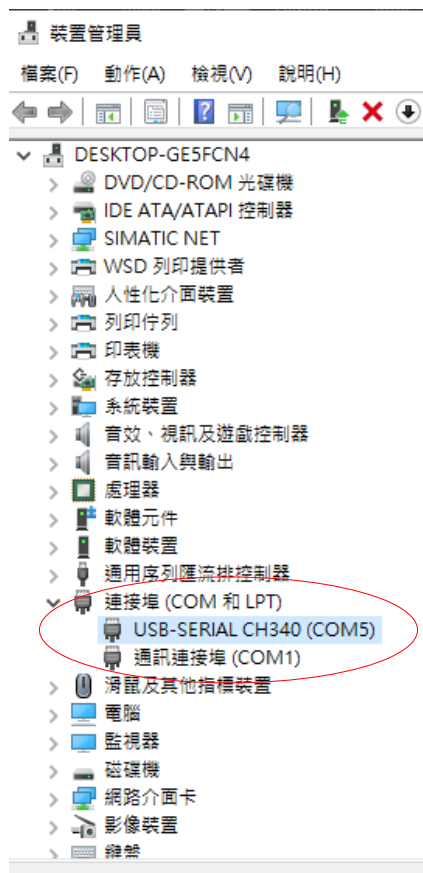 裝置管理員
檔案(F) 動作(A) 檢視(V) 說明(H)
DESKTOP-GE5FCN4
DVD/CD-ROM 光碟機
IDE ATA/ATAPI 控制器
SIMATIC NET
WSD 列印提供者
人性化介面裝置
列印佇列
印表機
存放控制器
系統裝置
音效、視訊及遊戲控制器
音訊輸入與輸出
處理器
軟體元件
軟體裝置
通用序列匯流排控制器
連接埠 (COM 和 LPT)
USB-SERIAL CH340 (COM5)
通訊連接埠 (COM1)
滑鼠及其他指標裝置
電腦
監視器
磁碟機
網路介面卡
影像裝置
鍵盤